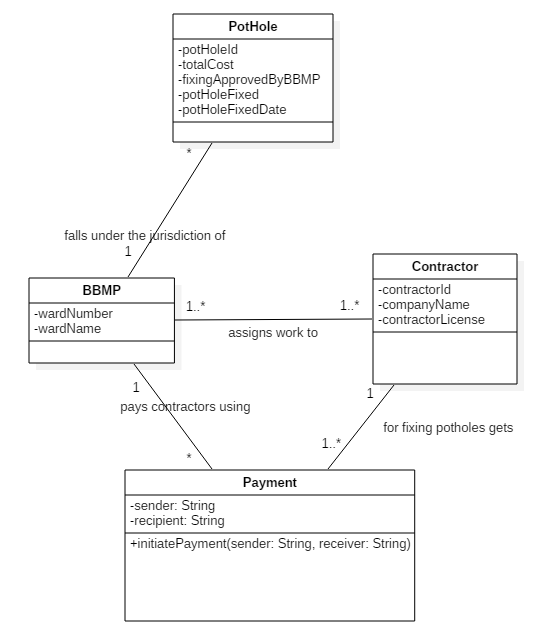 PotHole
-potHoleId
-totalCost
-fixingApprovedByBBMP
-potHoleFixed
-potHoleFixedDate
*
falls under the jurisdiction of
1
BBMP
-wardNumber
-wardName
1..*
1..*
assigns work to
Contractor
-contractorId
-companyName
-contractorLicense
1
pays contractors using
*
1
for fixing potholes gets
1..*
Payment
-sender: String
-recipient: String
+initiatePayment(sender: String, receiver: String)